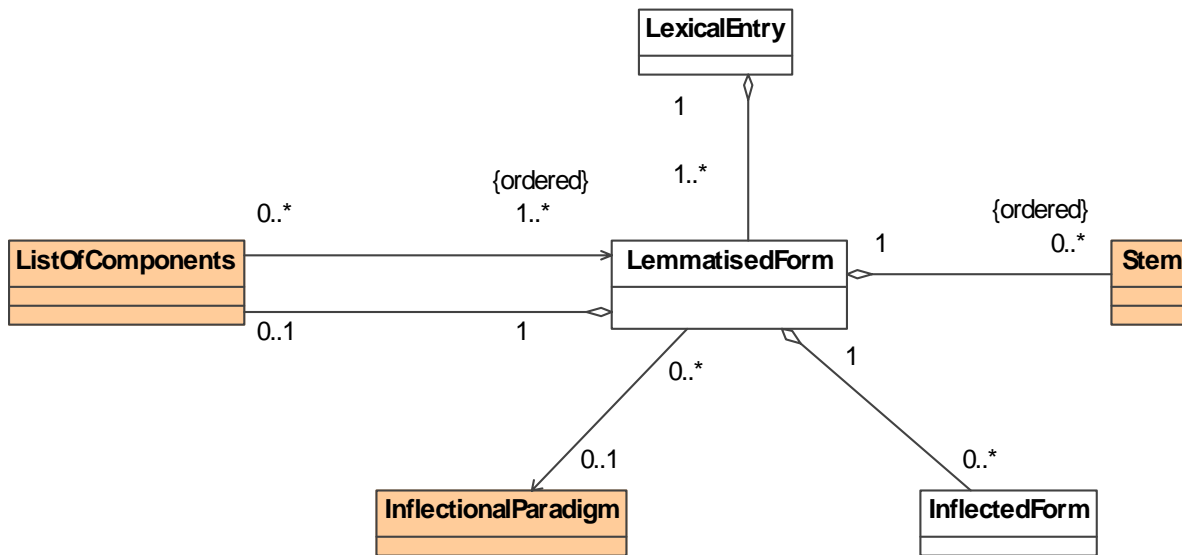 LexicalEntry
1
1..*
{ordered}
0..*
1..*
{ordered}
1
0..*
ListOfComponents
LemmatisedForm
Stem
0..1
1
0..*
1
0..1
0..*
InflectionalParadigm
InflectedForm